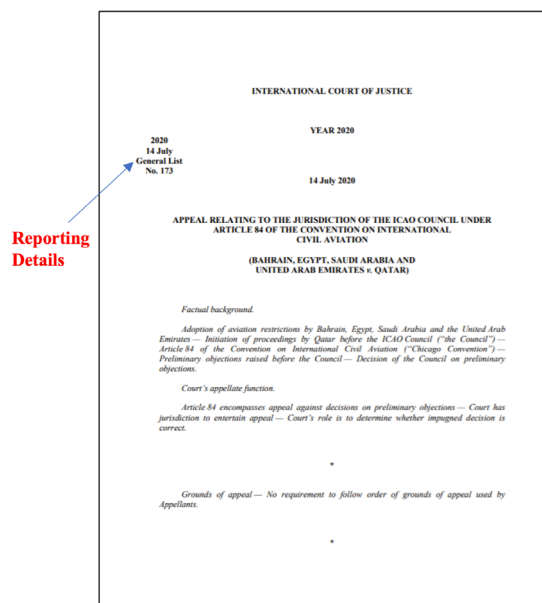 INTERNATIONAL COURT OF JUSTICE
YEAR 2020
2020
14 July
General List
No. 173
14 July 2020
Reporting
Details
APPEAL RELATING TO THE JURISDICTION OF THE ICAO COUNCIL UNDER
ARTICLE 84 OF THE CONVENTION ON INTERNATIONAL
CIVIL AVIATION
(BAHRAIN, EGYPT, SAUDI ARABIA AND
UNITED ARAB EMIRATES v. QATAR)
Factual background.
Adoption of aviation restrictions by Bahrain, Egypt, Saudi Arabia and the United Arab
Emirates — Initiation of proceedings by Qatar before the ICAO Council (“the Council”) —
Article 84 of the Convention on International Civil Aviation (“Chicago Convention”) —
Preliminary objections raised before the Council — Decision of the Council on preliminary
objections.
Court's appellate function.
Article 84 encompasses appeal against decisions on preliminary objections — Court has
jurisdiction to entertain appeal — Court's role is to determine whether impugned decision is
correct.
*
Grounds of appeal — No requirement to follow order of grounds of appeal used by
Appellants.
*